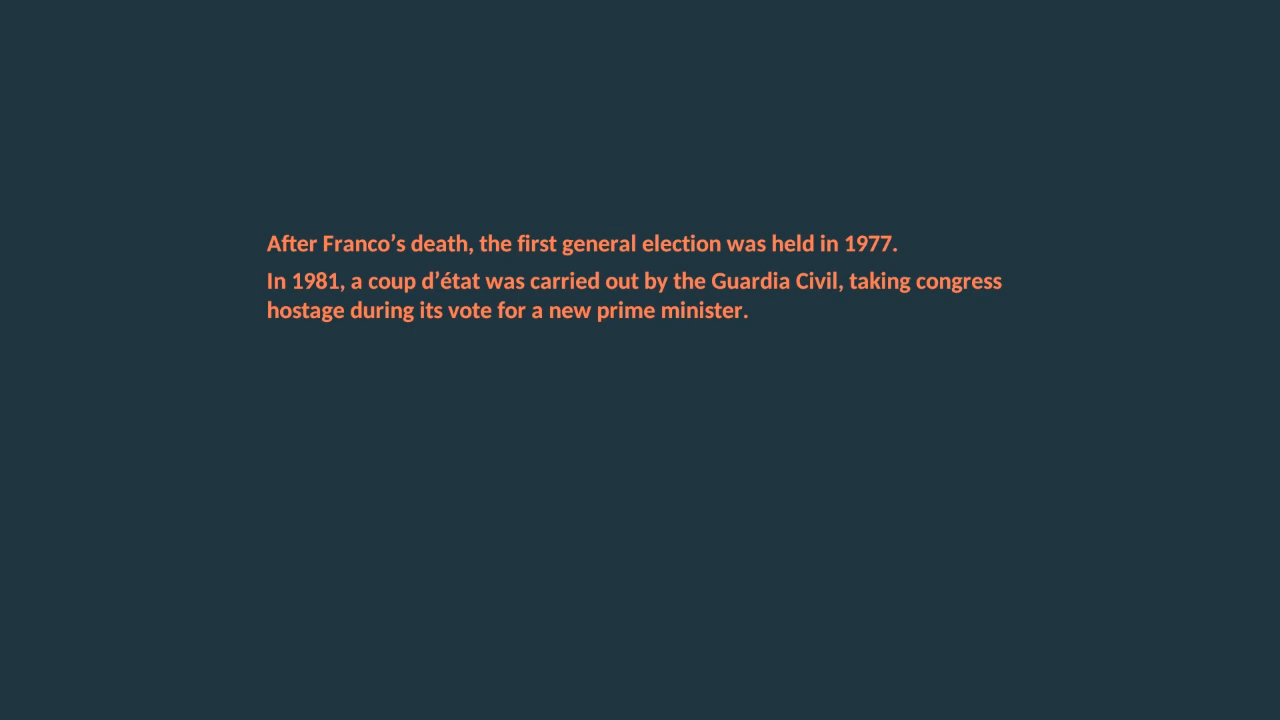 After Franco’s death, the first general election was held in 1977.
In 1981, a coup d’état was carried out by the Guardia Civil, taking congress
hostage during its vote for a new prime minister.